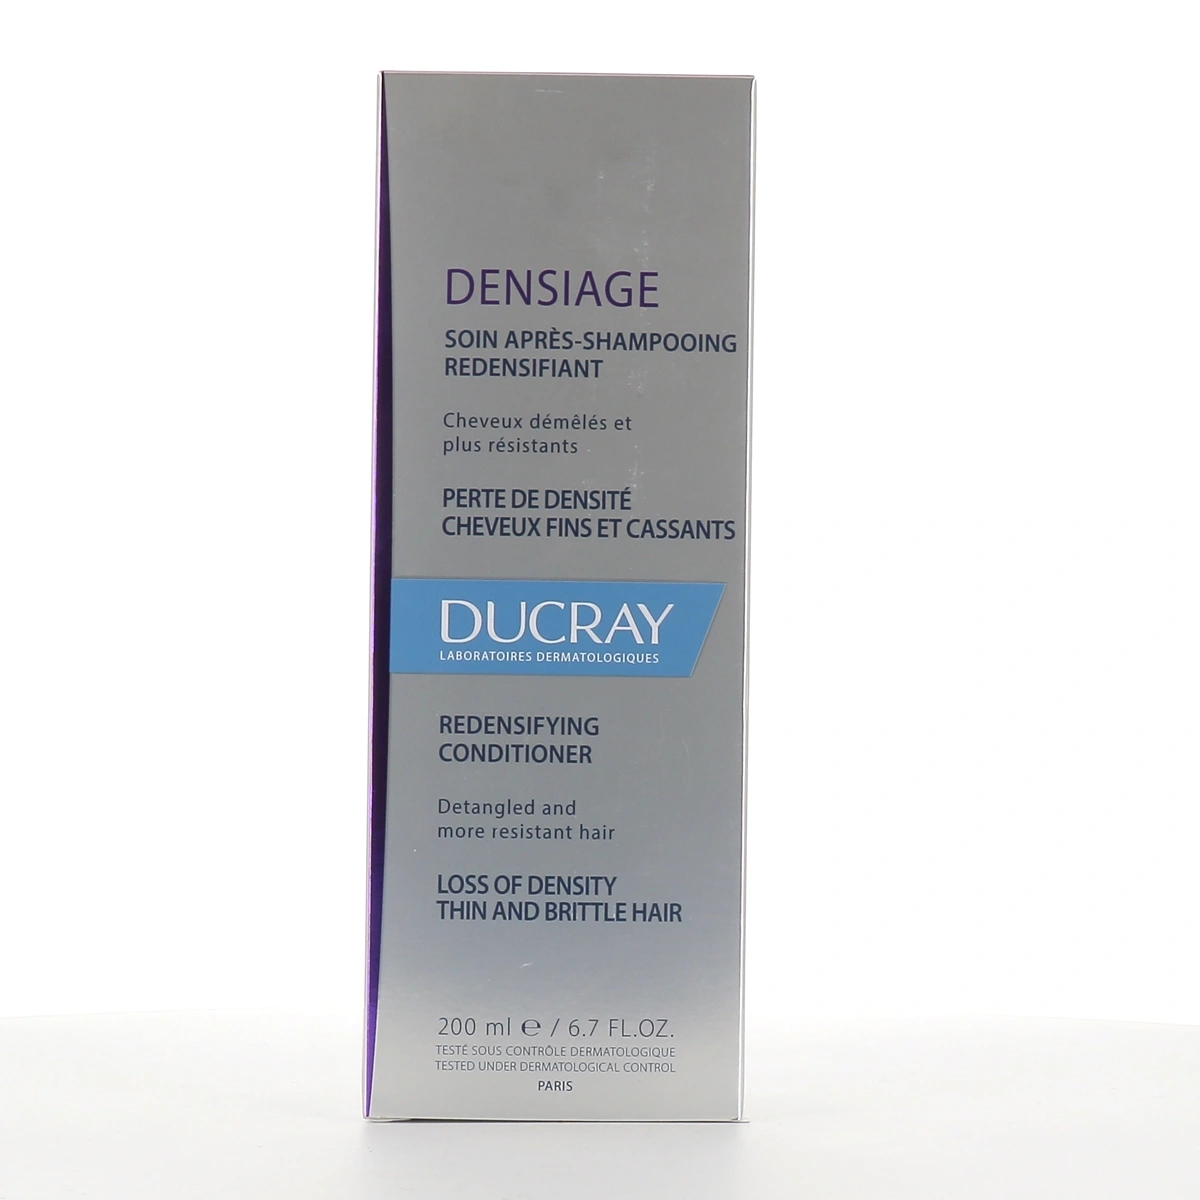 DENSIAGE
SOIN APRÈS-SHAMPOOING
REDENSIFIANT
Cheveux démêlés et
plus résistants
PERTE DE DENSITÉ
CHEVEUX FINS ET CASSANTS
DUCRAY
LABORATOIRES DERMATOLOGIQUES
REDENSIFYING
CONDITIONER
Detangled and
more resistant hair
LOSS OF DENSITY
THIN AND BRITTLE HAIR
200 ml ℮ / 6.7 FL.OZ.
TESTÉ SOUS CONTRÔLE DERMATOLOGIQUE
TESTED UNDER DERMATOLOGICAL CONTROL
PARIS